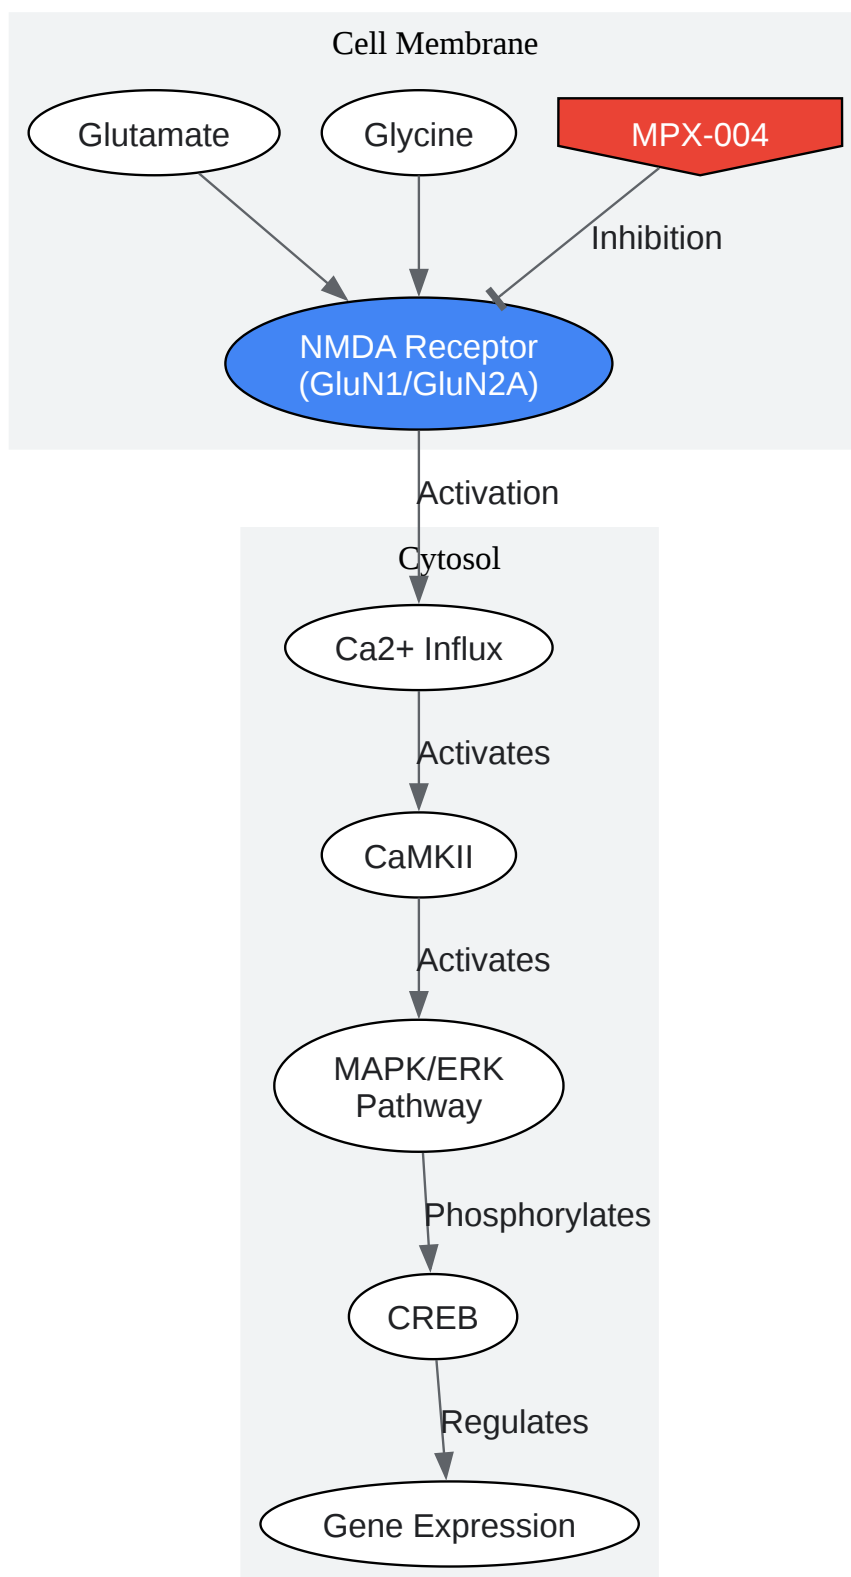 Cell Membrane
Glutamate
Glycine
MPX-004
Inhibition
NMDA Receptor
(GluN1/GluN2A)
Activation
Cytosol
Ca2+ Influx
Activates
CaMKII
Activates
MAPK/ERK
Pathway
Phosphorylates
CREB
Regulates
Gene Expression